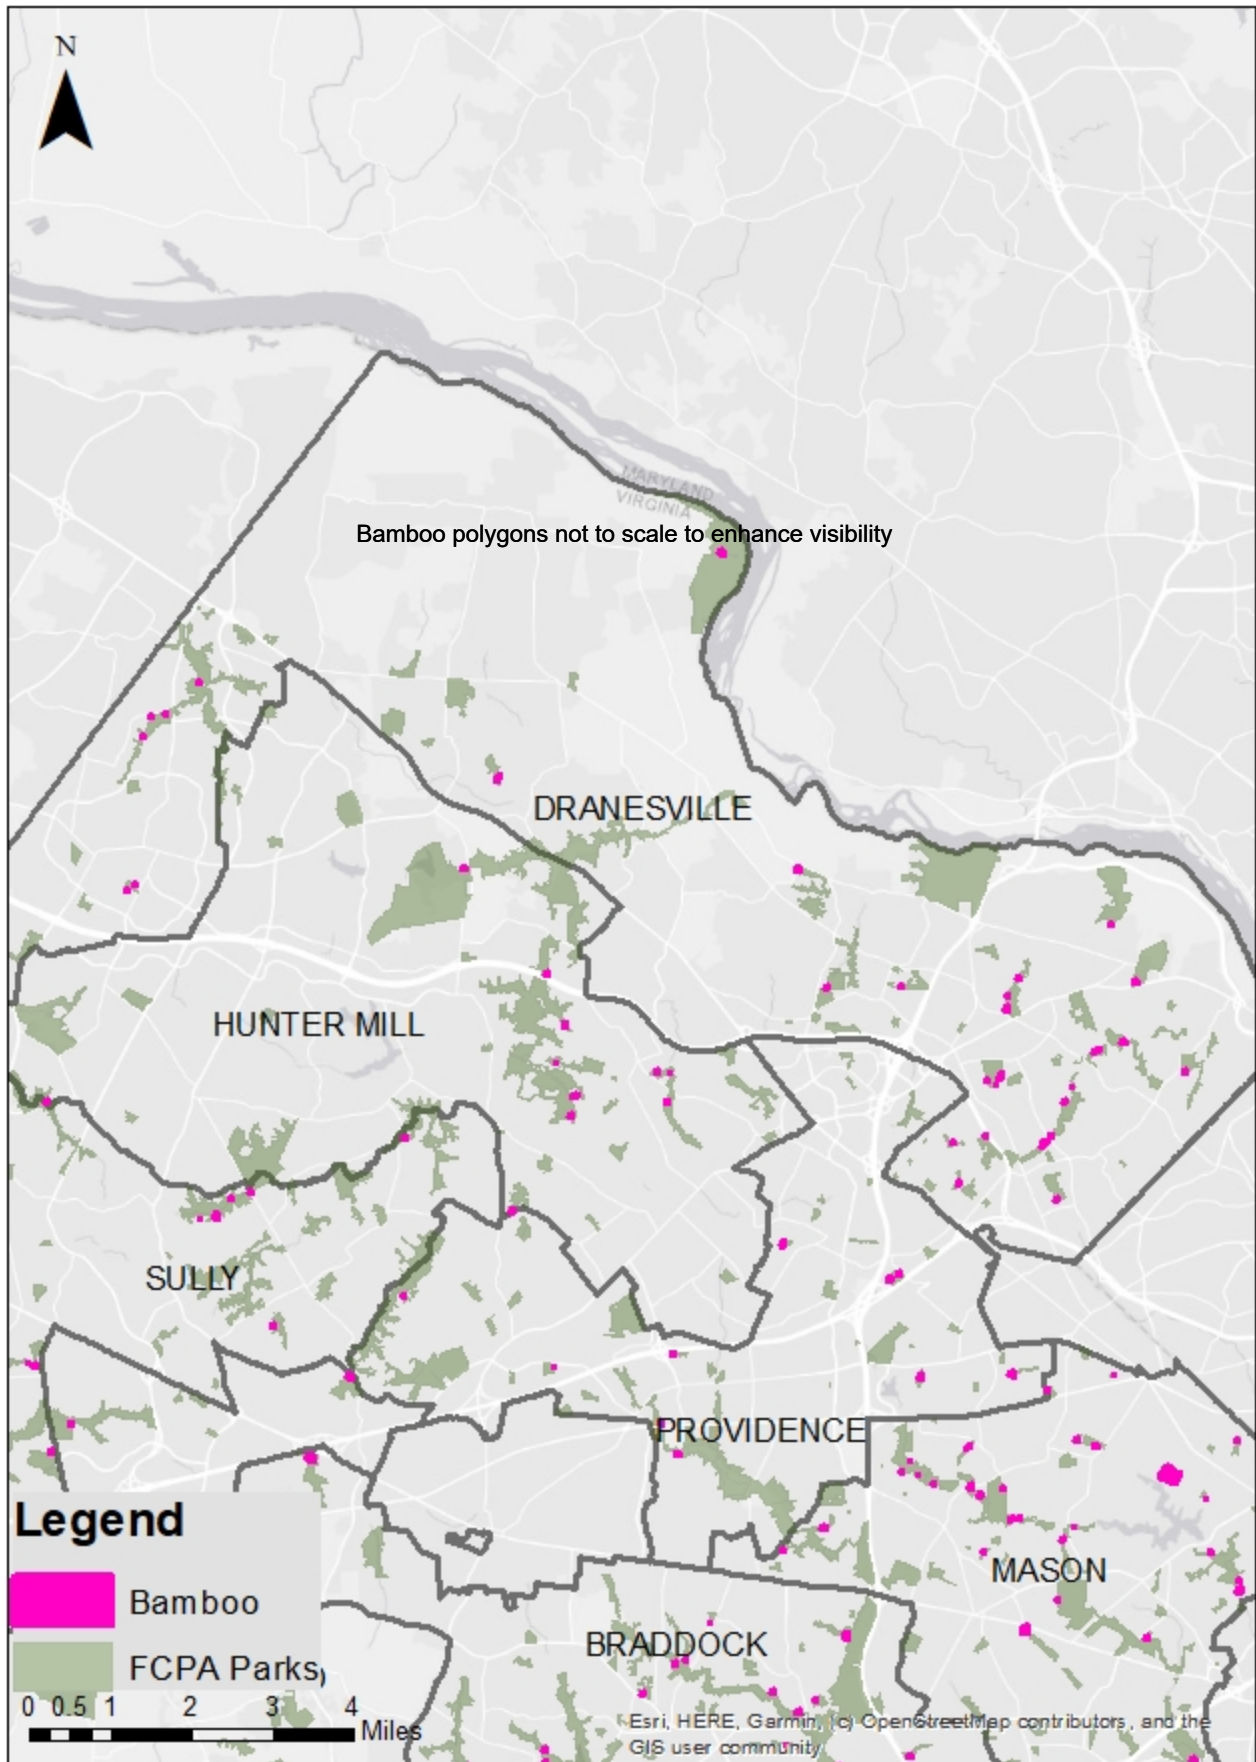 N
MARYLAND
VIRGINIA
Bamboo polygons not to scale to enhance visibility
DRANESVILLE
HUNTER MILL
SULLY
PROVIDENCE
MASON
BRADDOCK
Legend
Bamboo
FCPA Parks
0 0.5 1 2 3 4
Miles
Esri, HERE, Garmin, (c) OpenStreetMap contributors, and the
GIS user community